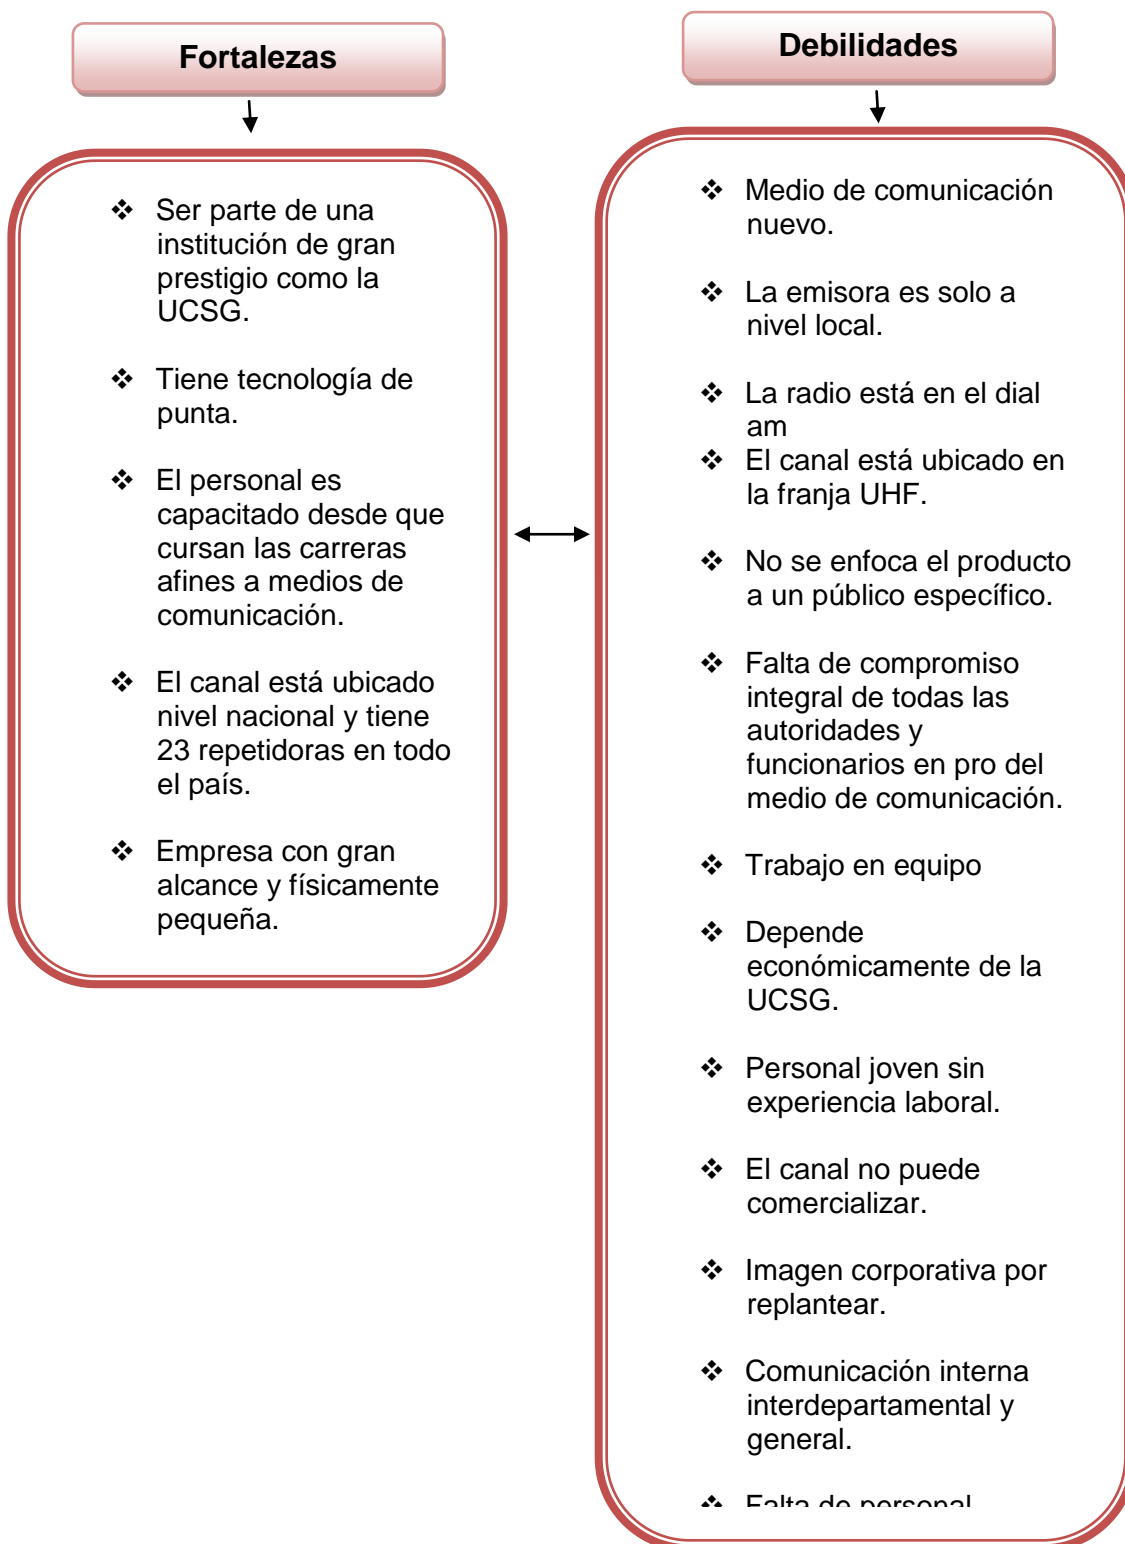 Fortalezas
❖ Ser parte de una
institución de gran
prestigio como la
UCSG.
❖ Tiene tecnología de
punta.
❖ El personal es
capacitado desde que
cursan las carreras
afines a medios de
comunicación.
❖ El canal está ubicado
nivel nacional y tiene
23 repetidoras en todo
el país.
❖ Empresa con gran
alcance y físicamente
pequeña.
Debilidades
❖ Medio de comunicación
nuevo.
❖ La emisora es solo a
nivel local.
❖ La radio está en el dial
am
❖ El canal está ubicado en
la franja UHF.
❖ No se enfoca el producto
a un público específico.
❖ Falta de compromiso
integral de todas las
autoridades y
funcionarios en pro del
medio de comunicación.
❖ Trabajo en equipo
❖ Depende
económicamente de la
UCSG.
❖ Personal joven sin
experiencia laboral.
❖ El canal no puede
comercializar.
❖ Imagen corporativa por
replantear.
❖ Comunicación interna
interdepartamental y
general.
❖ Falta de personal